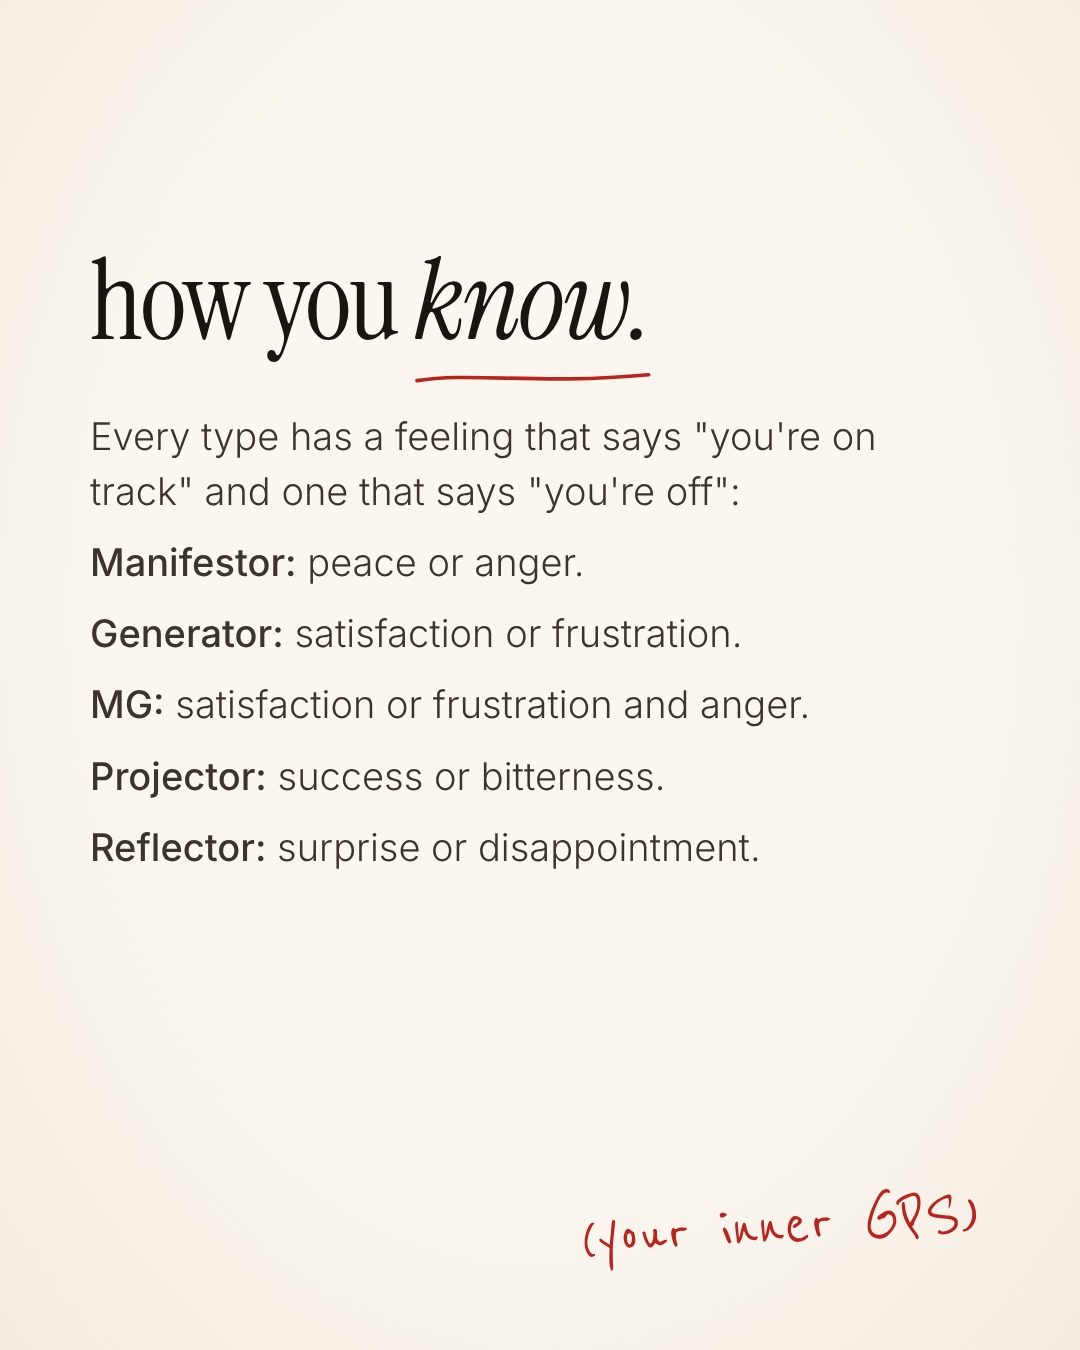 how you know.
Every type has a feeling that says "you're on
track" and one that says "you're off":
Manifestor: peace or anger.
Generator: satisfaction or frustration.
MG: satisfaction or frustration and anger.
Projector: success or bitterness.
Reflector: surprise or disappointment.
(your inner GPS)